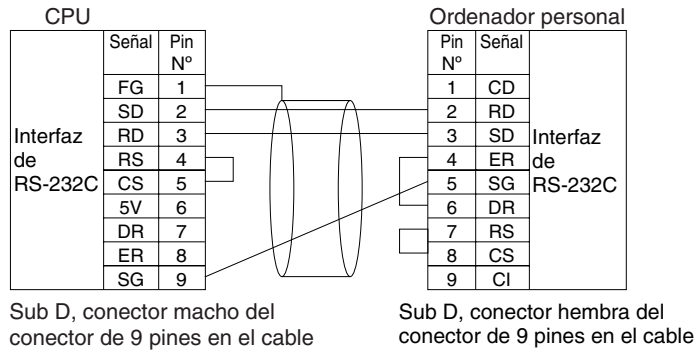 CPU
Señal Pin
Nº
FG 1
SD 2
RD 3
RS 4
CS 5
5V 6
DR 7
ER 8
SG 9
Interfaz
de
RS-232C
Sub D, conector macho del
conector de 9 pines en el cable
Ordenador personal
Pin Señal
Nº
1 CD
2 RD
3 SD
4 ER
5 SG
6 DR
7 RS
8 CS
9 CI
Interfaz
de
RS-232C
Sub D, conector hembra del
conector de 9 pines en el cable